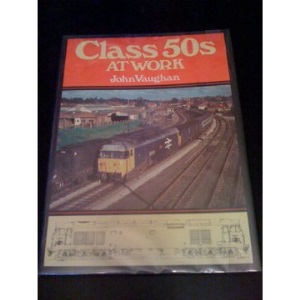 Class 50s
AT WORK
John Vaughan